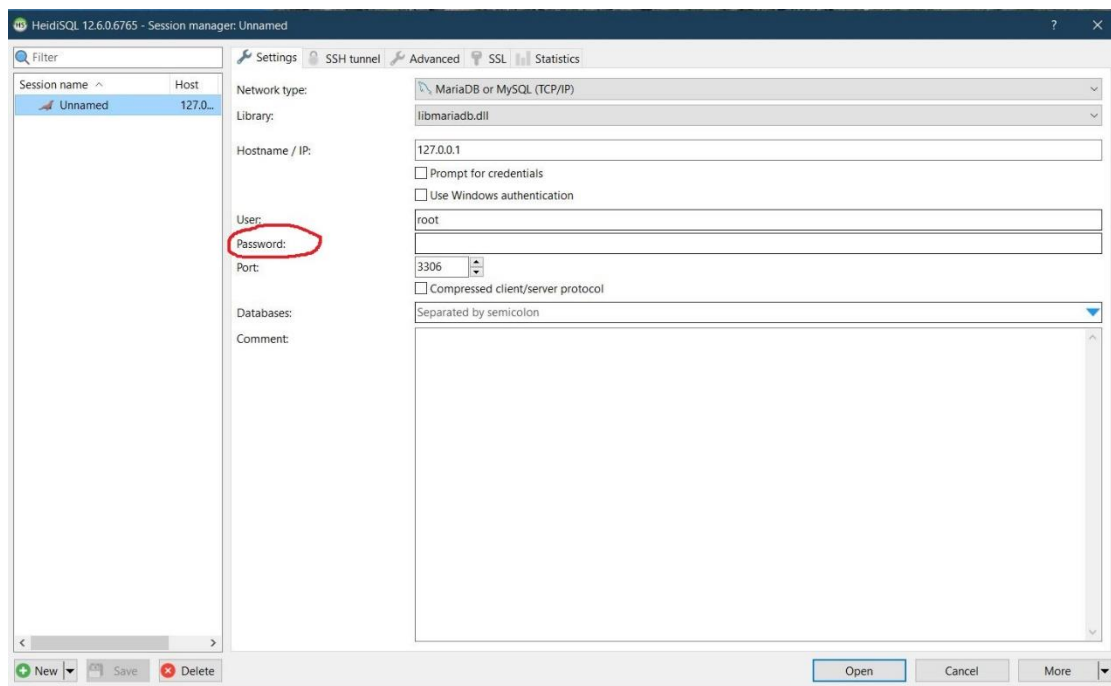 HeidiSQL 12.6.0.6765 - Session manager: Unnamed
Filter
Session name Host
Unnamed 127.0...
New Save Delete
Settings SSH tunnel Advanced SSL Statistics
Network type: MariaDB or MySQL (TCP/IP)
Library: libmariadb.dll
Hostname / IP: 127.0.0.1
Prompt for credentials
Use Windows authentication
User: root
Password:
Port: 3306
Compressed client/server protocol
Databases: Separated by semicolon
Comment:
Open Cancel More